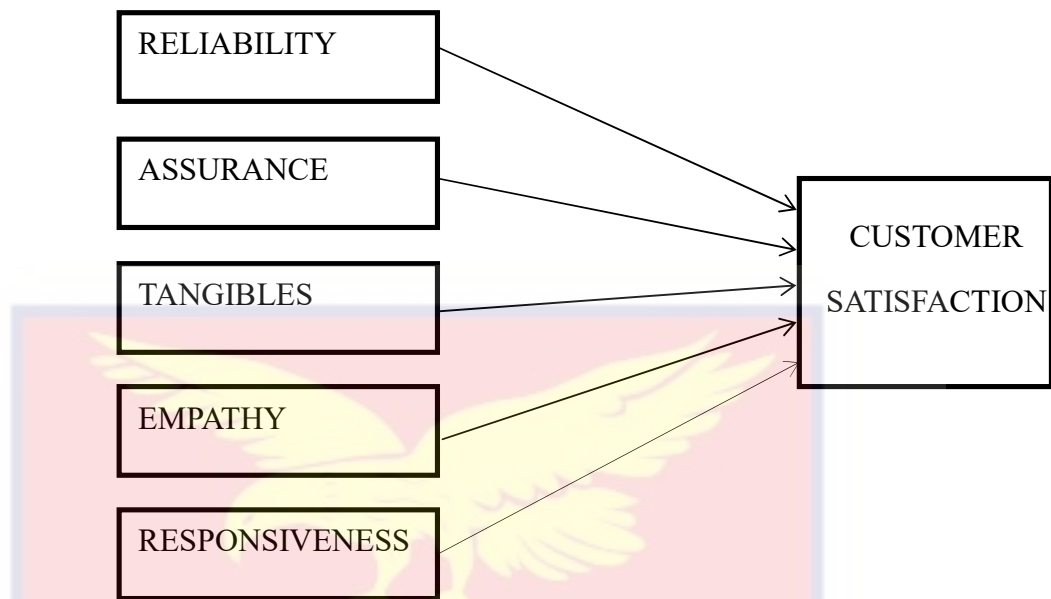 RELIABILITY
ASSURANCE
TANGIBLES
EMPATHY
RESPONSIVENESS
CUSTOMER
SATISFACTION